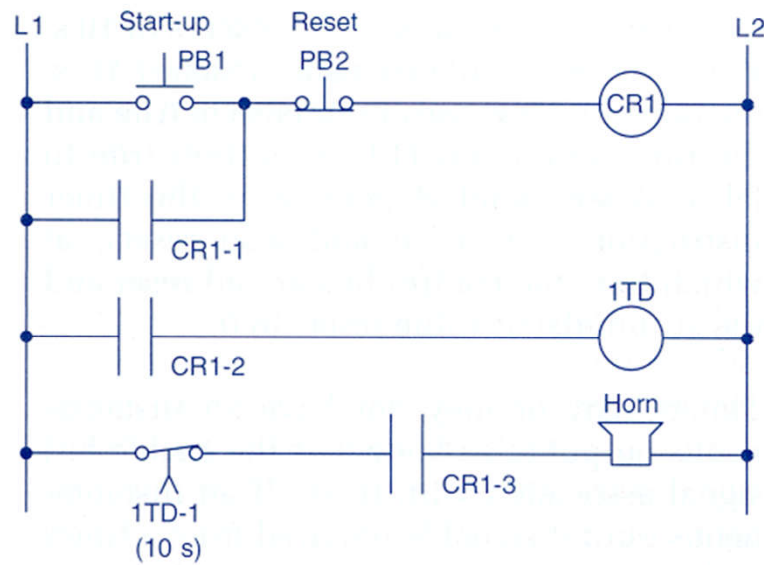 L1
Start-up
Reset
L2
PB1
PB2
CR1
CR1-1
1TD
CR1-2
Horn
1TD-1
(10 s)
CR1-3